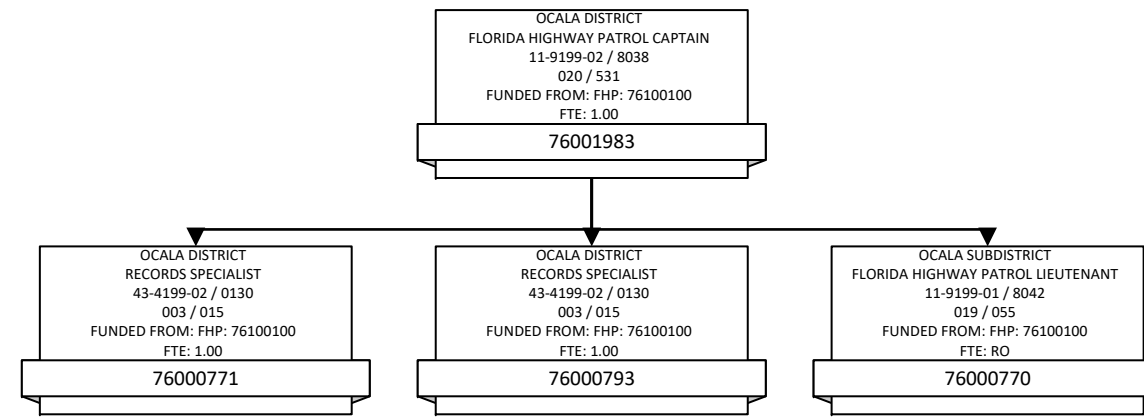 OCALA DISTRICT
FLORIDA HIGHWAY PATROL CAPTAIN
11-9199-02 / 8038
020 / 531
FUNDED FROM: FHP: 76100100
FTE: 1.00
76001983
OCALA DISTRICT
RECORDS SPECIALIST
43-4199-02 / 0130
003 / 015
FUNDED FROM: FHP: 76100100
FTE: 1.00
76000771
OCALA DISTRICT
RECORDS SPECIALIST
43-4199-02 / 0130
003 / 015
FUNDED FROM: FHP: 76100100
FTE: 1.00
76000793
OCALA SUBDISTRICT
FLORIDA HIGHWAY PATROL LIEUTENANT
11-9199-01 / 8042
019 / 055
FUNDED FROM: FHP: 76100100
FTE: RO
76000770